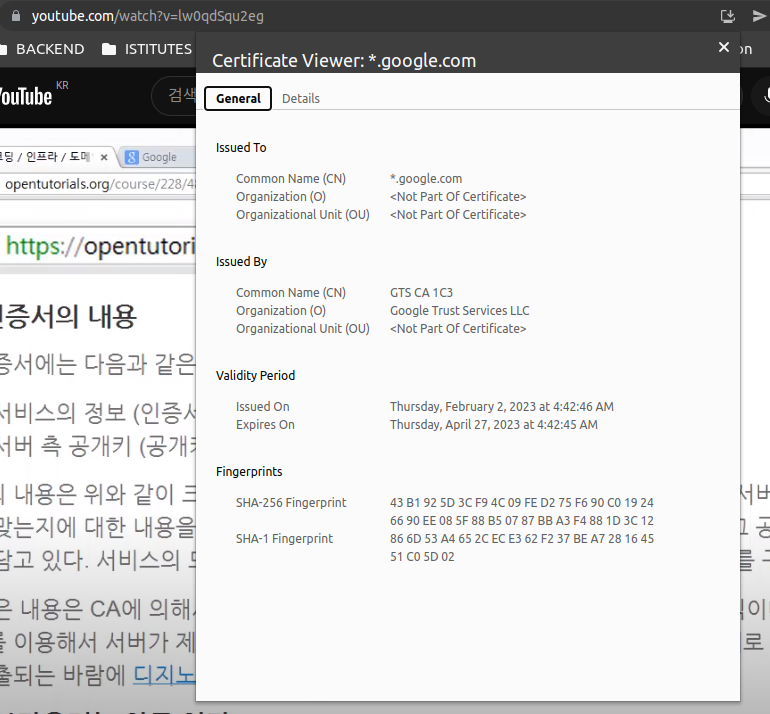 youtube.com/watch?v=lw0qdSqu2eg
BACKEND ISTITUTES
Certificate Viewer: *.google.com
YouTube KR
검색
General Details
Issued To
Common Name (CN) *.google.com
Organization (O) <Not Part Of Certificate>
Organizational Unit (OU) <Not Part Of Certificate>
Issued By
Common Name (CN) GTS CA 1C3
Organization (O) Google Trust Services LLC
Organizational Unit (OU) <Not Part Of Certificate>
Validity Period
Issued On Thursday, February 2, 2023 at 4:42:46 AM
Expires On Thursday, April 27, 2023 at 4:42:45 AM
Fingerprints
SHA-256 Fingerprint 43 B1 92 5D 3C F9 4C 09 FE D2 75 F6 90 C0 19 24
66 90 EE 08 5F 88 B5 07 87 BB A3 F4 88 1D 3C 12
SHA-1 Fingerprint 86 6D 53 A4 65 2C EC E3 62 F2 37 BE A7 28 16 45
51 C0 5D 02
/ 인프라 / 도메 Google
opentutorials.org/course/228/4
https://opentutori
인증서의 내용
증서에는 다음과 같은
서비스의 정보 (인증서
서버 측 공개키 (공개키
의 내용은 위와 같이 크 서버
맞는지에 대한 내용을 그 공
담고 있다. 서비스의 도 를 구
은 내용은 CA에 의해서
를 이용해서 서버가 제 로
출되는 바람에 디지노